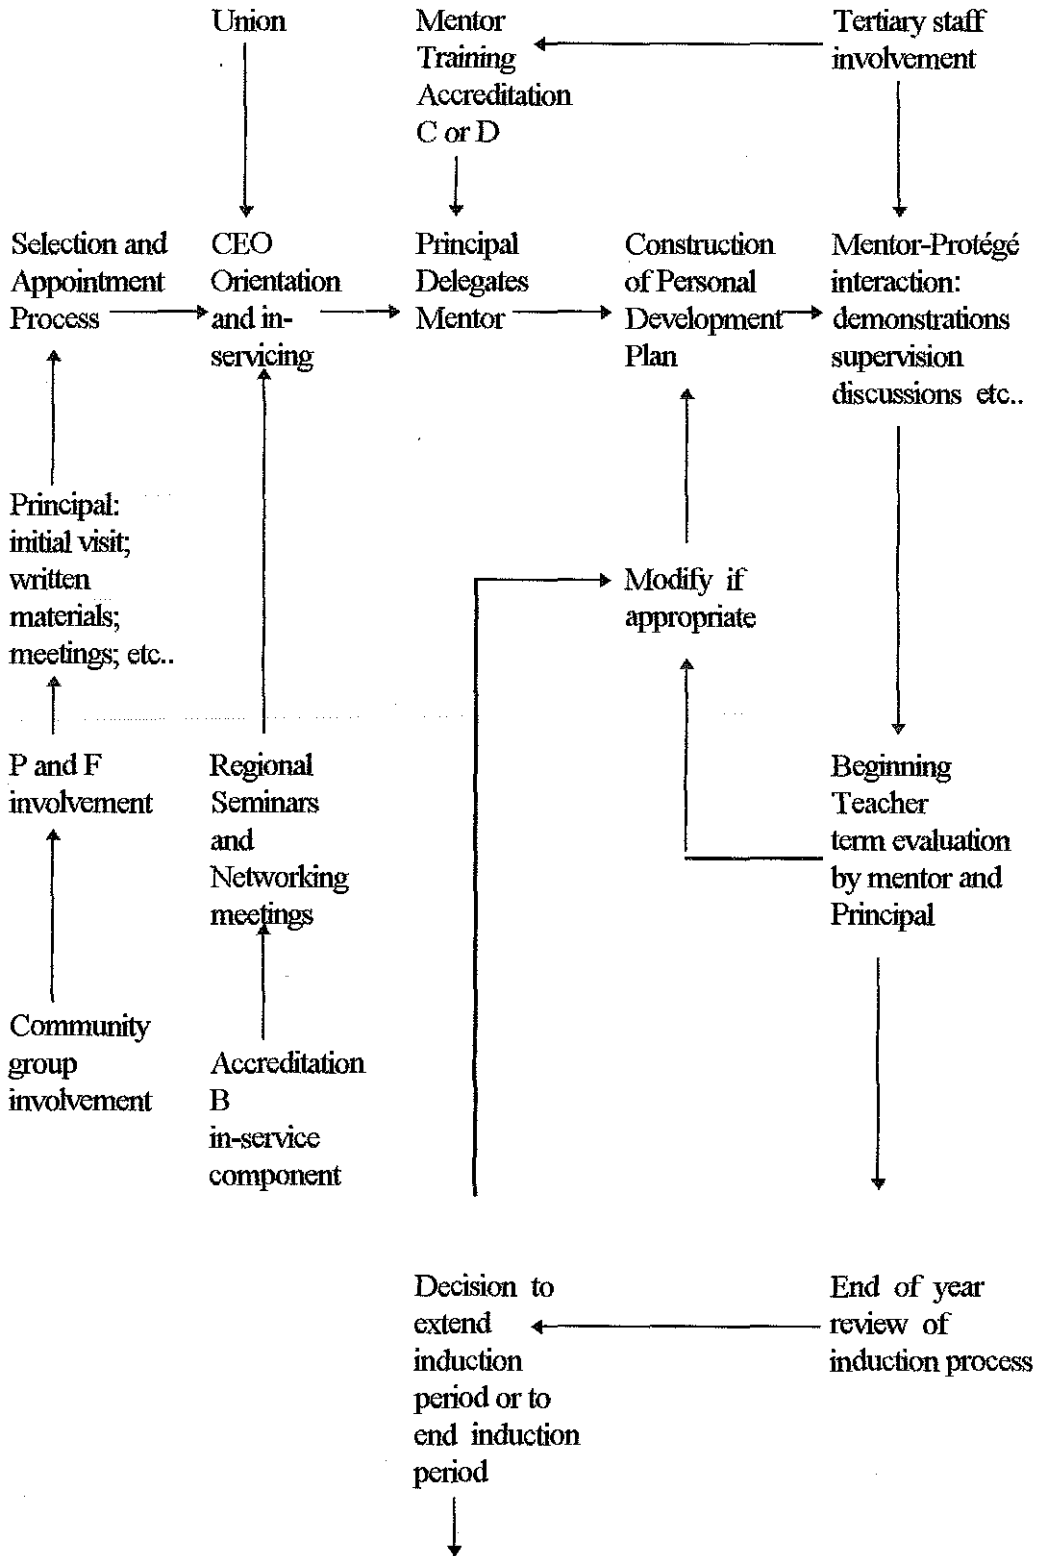 Union
Mentor
Training
Accreditation
C or D
Tertiary staff
involvement
Selection and
Appointment
Process
CEO
Orientation
and in-
servicing
Principal
Delegates
Mentor
Construction
of Personal
Development
Plan
Mentor-Protégé
interaction:
demonstrations
supervision
discussions etc..
Principal:
initial visit;
written
materials;
meetings; etc..
Modify if
appropriate
P and F
involvement
Regional
Seminars
and
Networking
meetings
Beginning
Teacher
term evaluation
by mentor and
Principal
Community
group
involvement
Accreditation
B
in-service
component
Decision to
extend
induction
period or to
end induction
period
End of year
review of
induction process